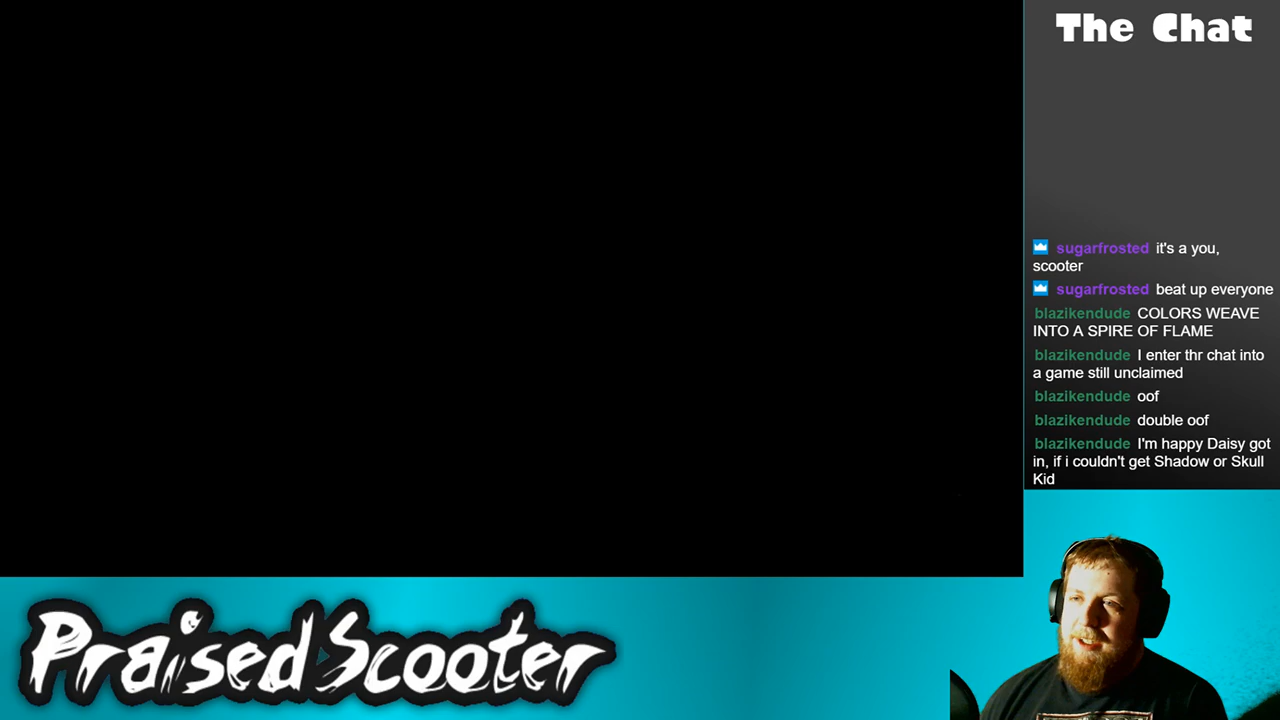 The Chat
sugarfrosted it's a you,
scooter
sugarfrosted beat up everyone
blazikendude COLORS WEAVE
INTO A SPIRE OF FLAME
blazikendude I enter thr chat into
a game still unclaimed
blazikendude oof
blazikendude double oof
blazikendude I'm happy Daisy got
in, if i couldn't get Shadow or Skull
Kid
PraisedScooter